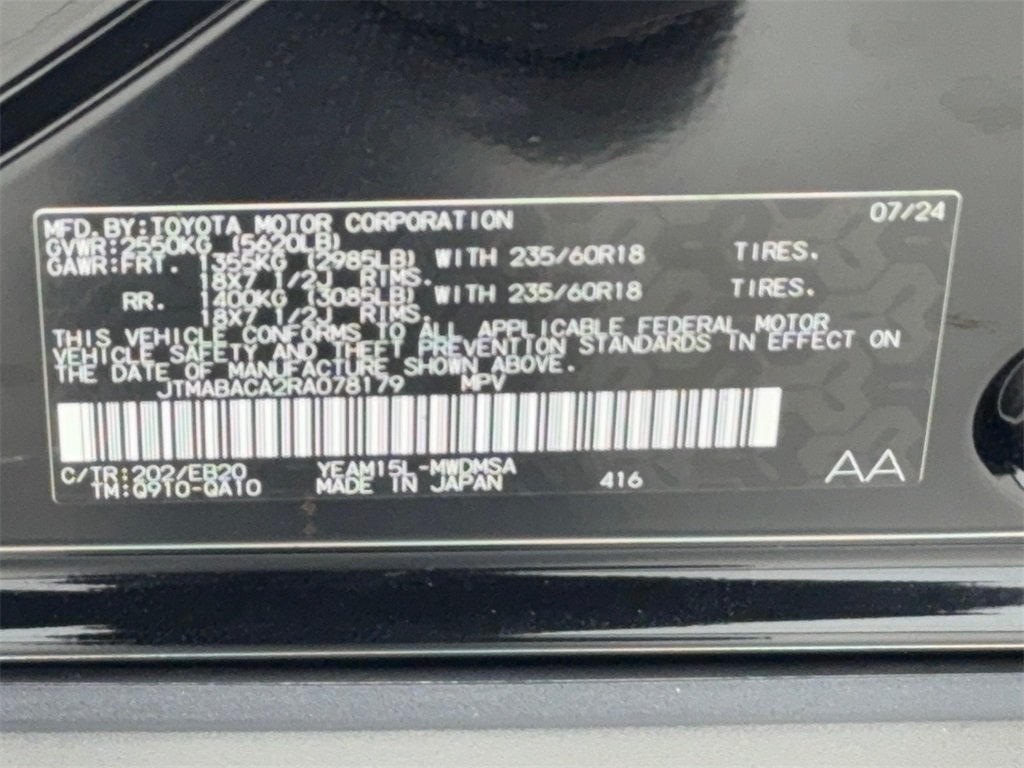 MFD.BY:TOYOTA MOTOR CORPORATION 07/24
GVWR:2550KG (5620LB)
GAWR:FRT. 1355KG (2985LB) WITH 235/60R18 TIRES.
18X7 1/2J RIMS.
RR. 1400KG (3085LB) WITH 235/60R18 TIRES.
18X7 1/2J RIMS.
THIS VEHICLE CONFORMS TO ALL APPLICABLE FEDERAL MOTOR
VEHICLE SAFETY AND THEFT PREVENTION STANDARDS IN EFFECT ON
THE DATE OF MANUFACTURE SHOWN ABOVE.
JTMABACA2RA078179 MPV
C/TR:202/EB20 YEAM15L-MWDMSA
TM:Q910-QA10 MADE IN JAPAN 416 AA